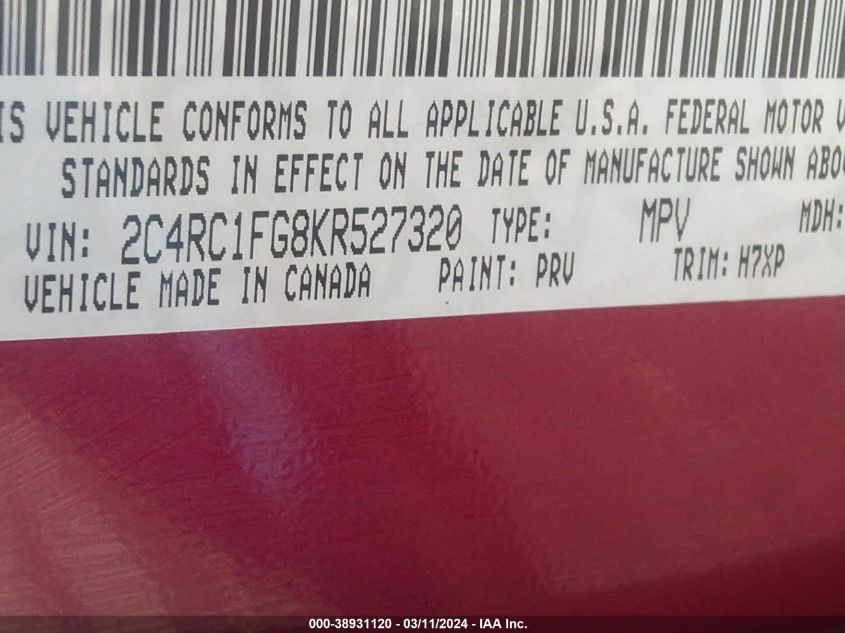 IS VEHICLE CONFORMS TO ALL APPLICABLE U.S.A. FEDERAL MOTOR V
STANDARDS IN EFFECT ON THE DATE OF MANUFACTURE SHOWN ABO
VIN: 2C4RC1FG8KR527320 TYPE: MPV MDH:
VEHICLE MADE IN CANADA PAINT: PRV TRIM: H7XP
000-38931120 - 03/11/2024 - IAA Inc.